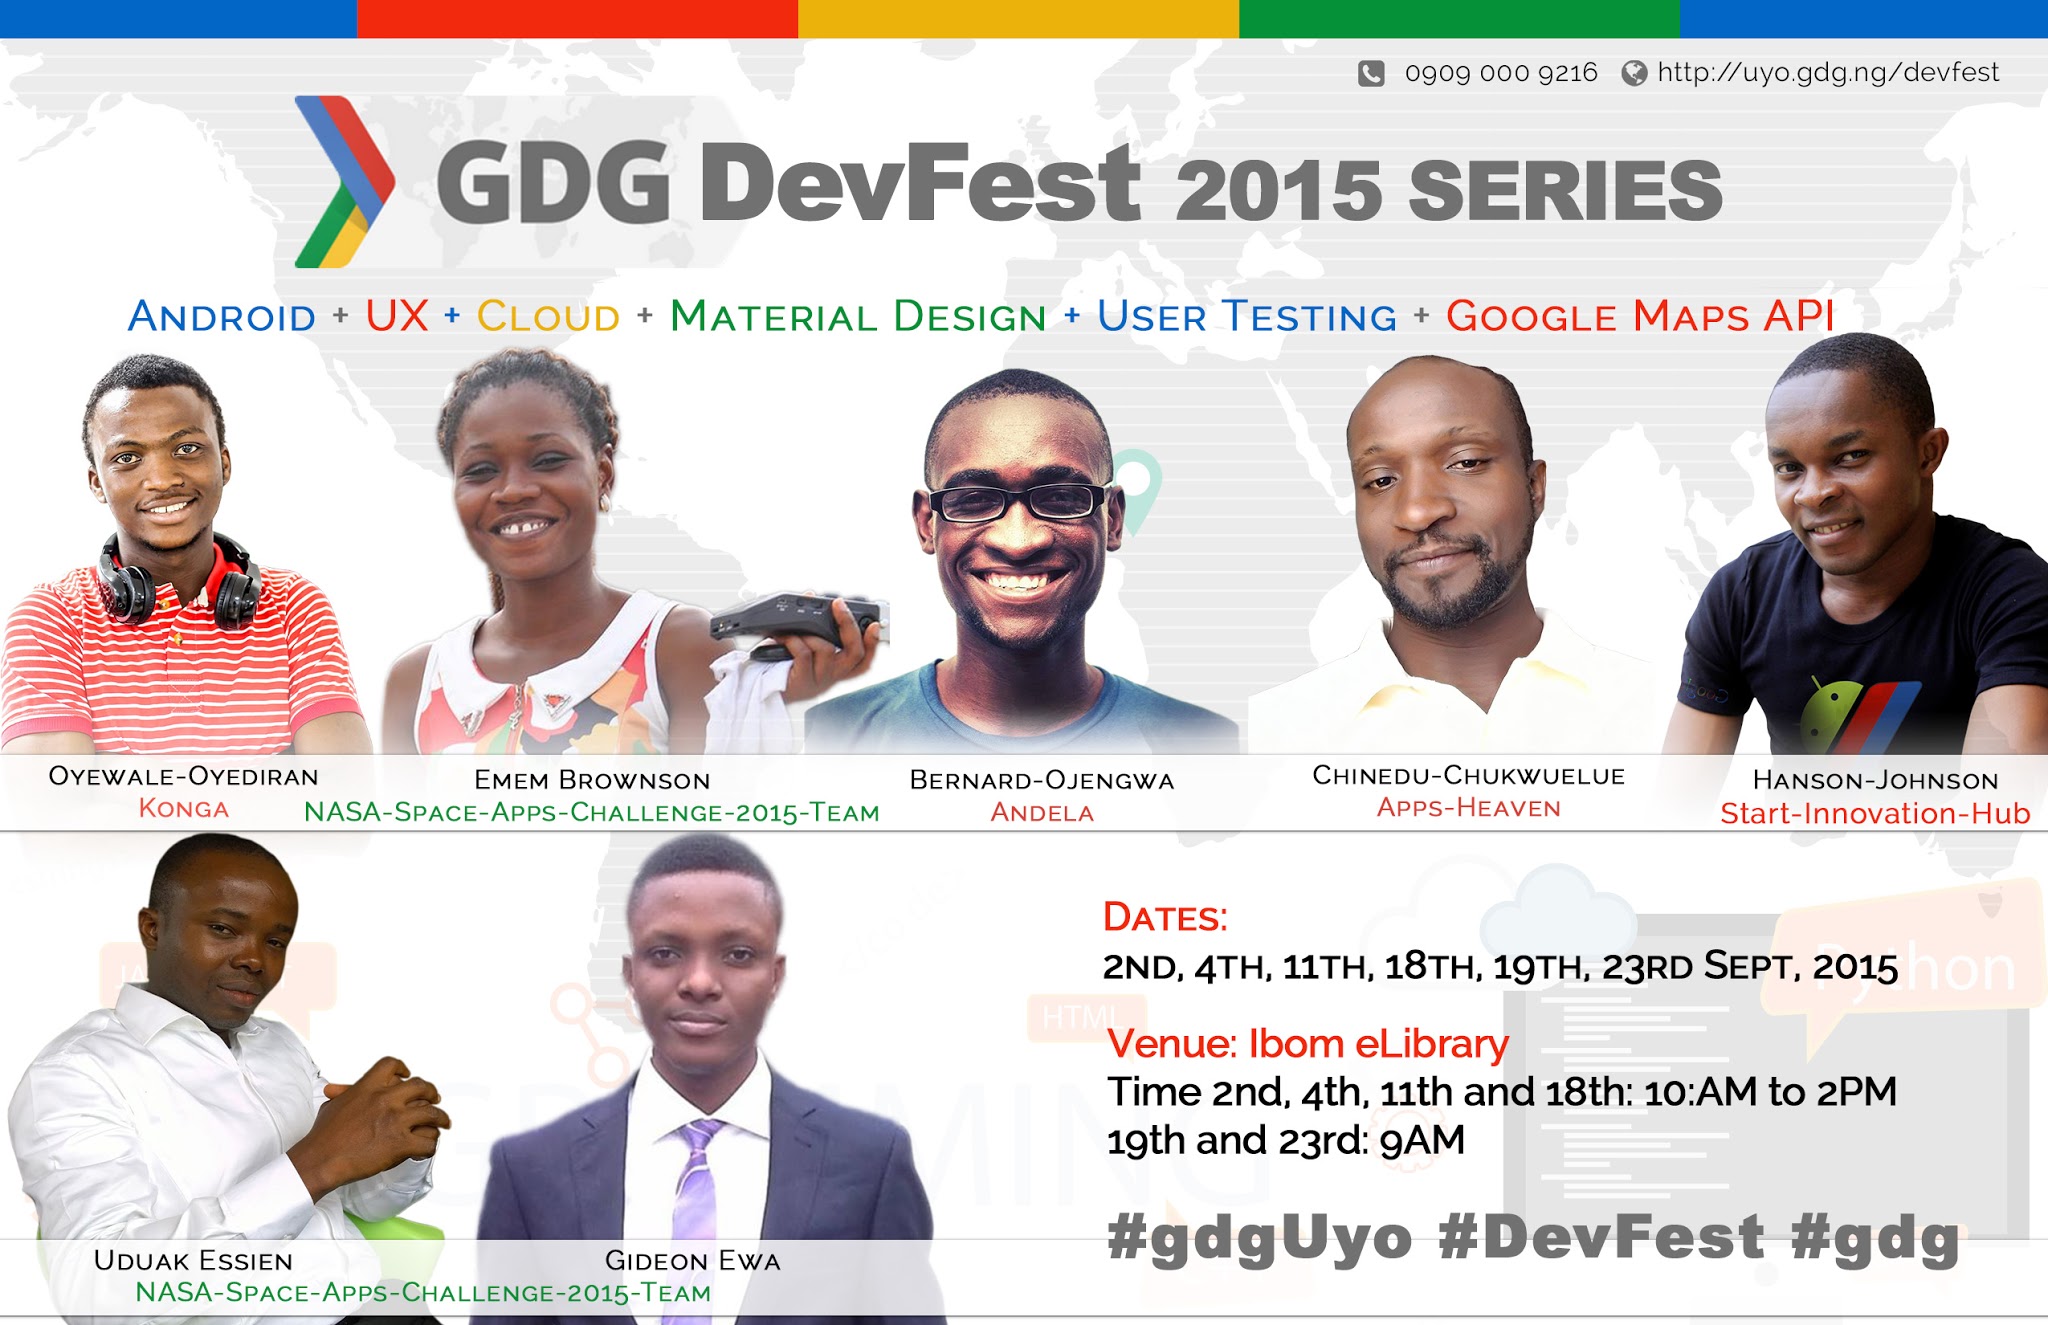 0909 000 9216 http://uyo.gdg.ng/devfest
GDG DevFest 2015 SERIES
ANDROID + UX + CLOUD + MATERIAL DESIGN + USER TESTING + GOOGLE MAPS API
OYEWALE-OYEDIRAN
KONGA
EMEM BROWNSON
NASA-SPACE-APPS-CHALLENGE-2015-TEAM
BERNARD-OJENGWA
ANDELA
CHINEDU-CHUKWUELUE
APPS-HEAVEN
HANSON-JOHNSON
Start-Innovation-Hub
DATES:
2ND, 4TH, 11TH, 18TH, 19TH, 23RD SEPT, 2015
Venue: Ibom eLibrary
Time 2nd, 4th, 11th and 18th: 10:AM to 2PM
19th and 23rd: 9AM
#gdgUyo #DevFest #gdg
UDUAK ESSIEN
GIDEON EWA
NASA-SPACE-APPS-CHALLENGE-2015-TEAM
Python
HTML